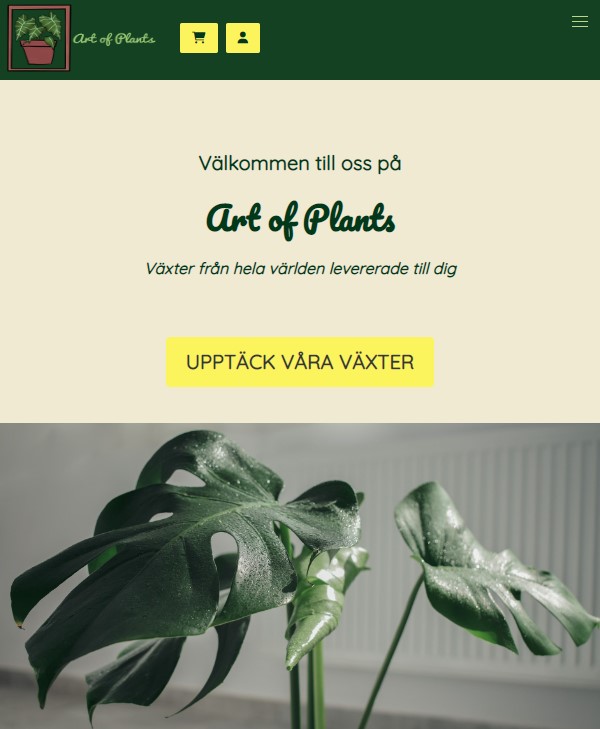 Art of Plants
Välkommen till oss på
Art of Plants
Växter från hela världen levererade till dig
UPPTÄCK VÅRA VÄXTER